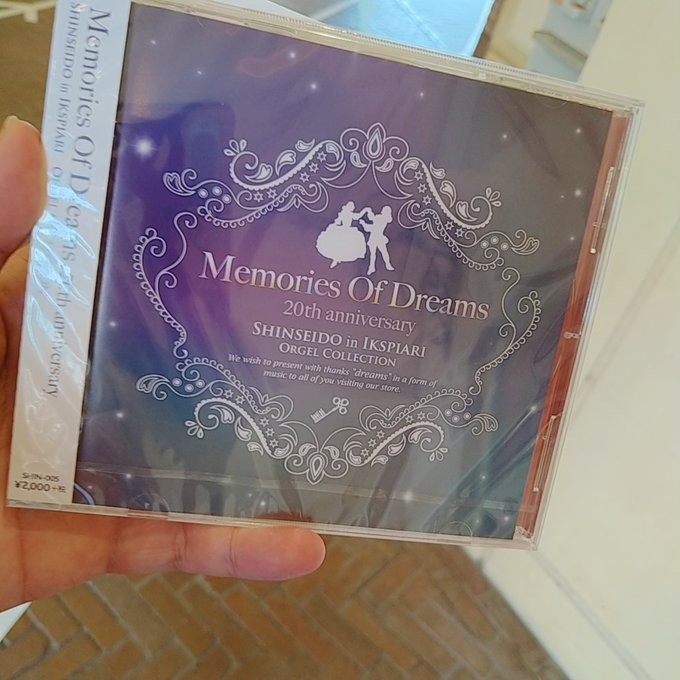 Memories Of Dreams
20th anniversary
SHINSEIDO in IKSPIARI
ORGEL COLLECTION
We wish to present with thanks "dreams" in a form of
music to all of you visiting our store.
Memories Of Dreams 20th anniversary
SHINSEIDO in IKSPIARI
SHIN-005
¥2,000+税